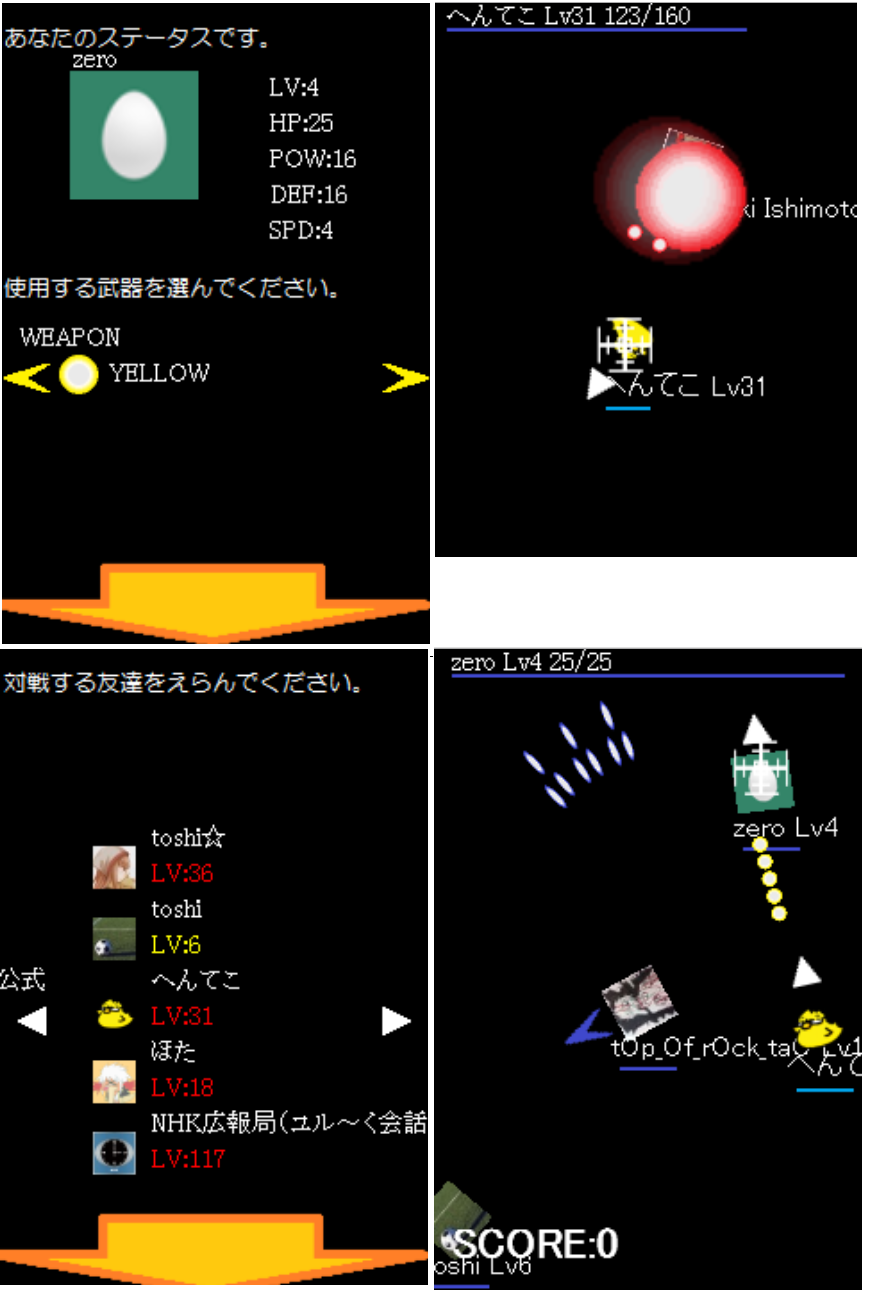 あなたのステータスです。
zero
LV:4
HP:25
POW:16
DEF:16
SPD:4
使用する武器を選んでください。
WEAPON
YELLOW
へんてこ Lv31 123/160
ki Ishimoto
へんてこ Lv31
対戦する友達をえらんでください。
toshi☆
LV:36
toshi
LV:6
公式
へんてこ
LV:31
ほた
LV:18
NHK広報局(ユル～く会話
LV:117
zero Lv4 25/25
zero Lv4
tOp_Of_rOck_ta
Lv1
へんて
SCORE:0
oshi Lv6